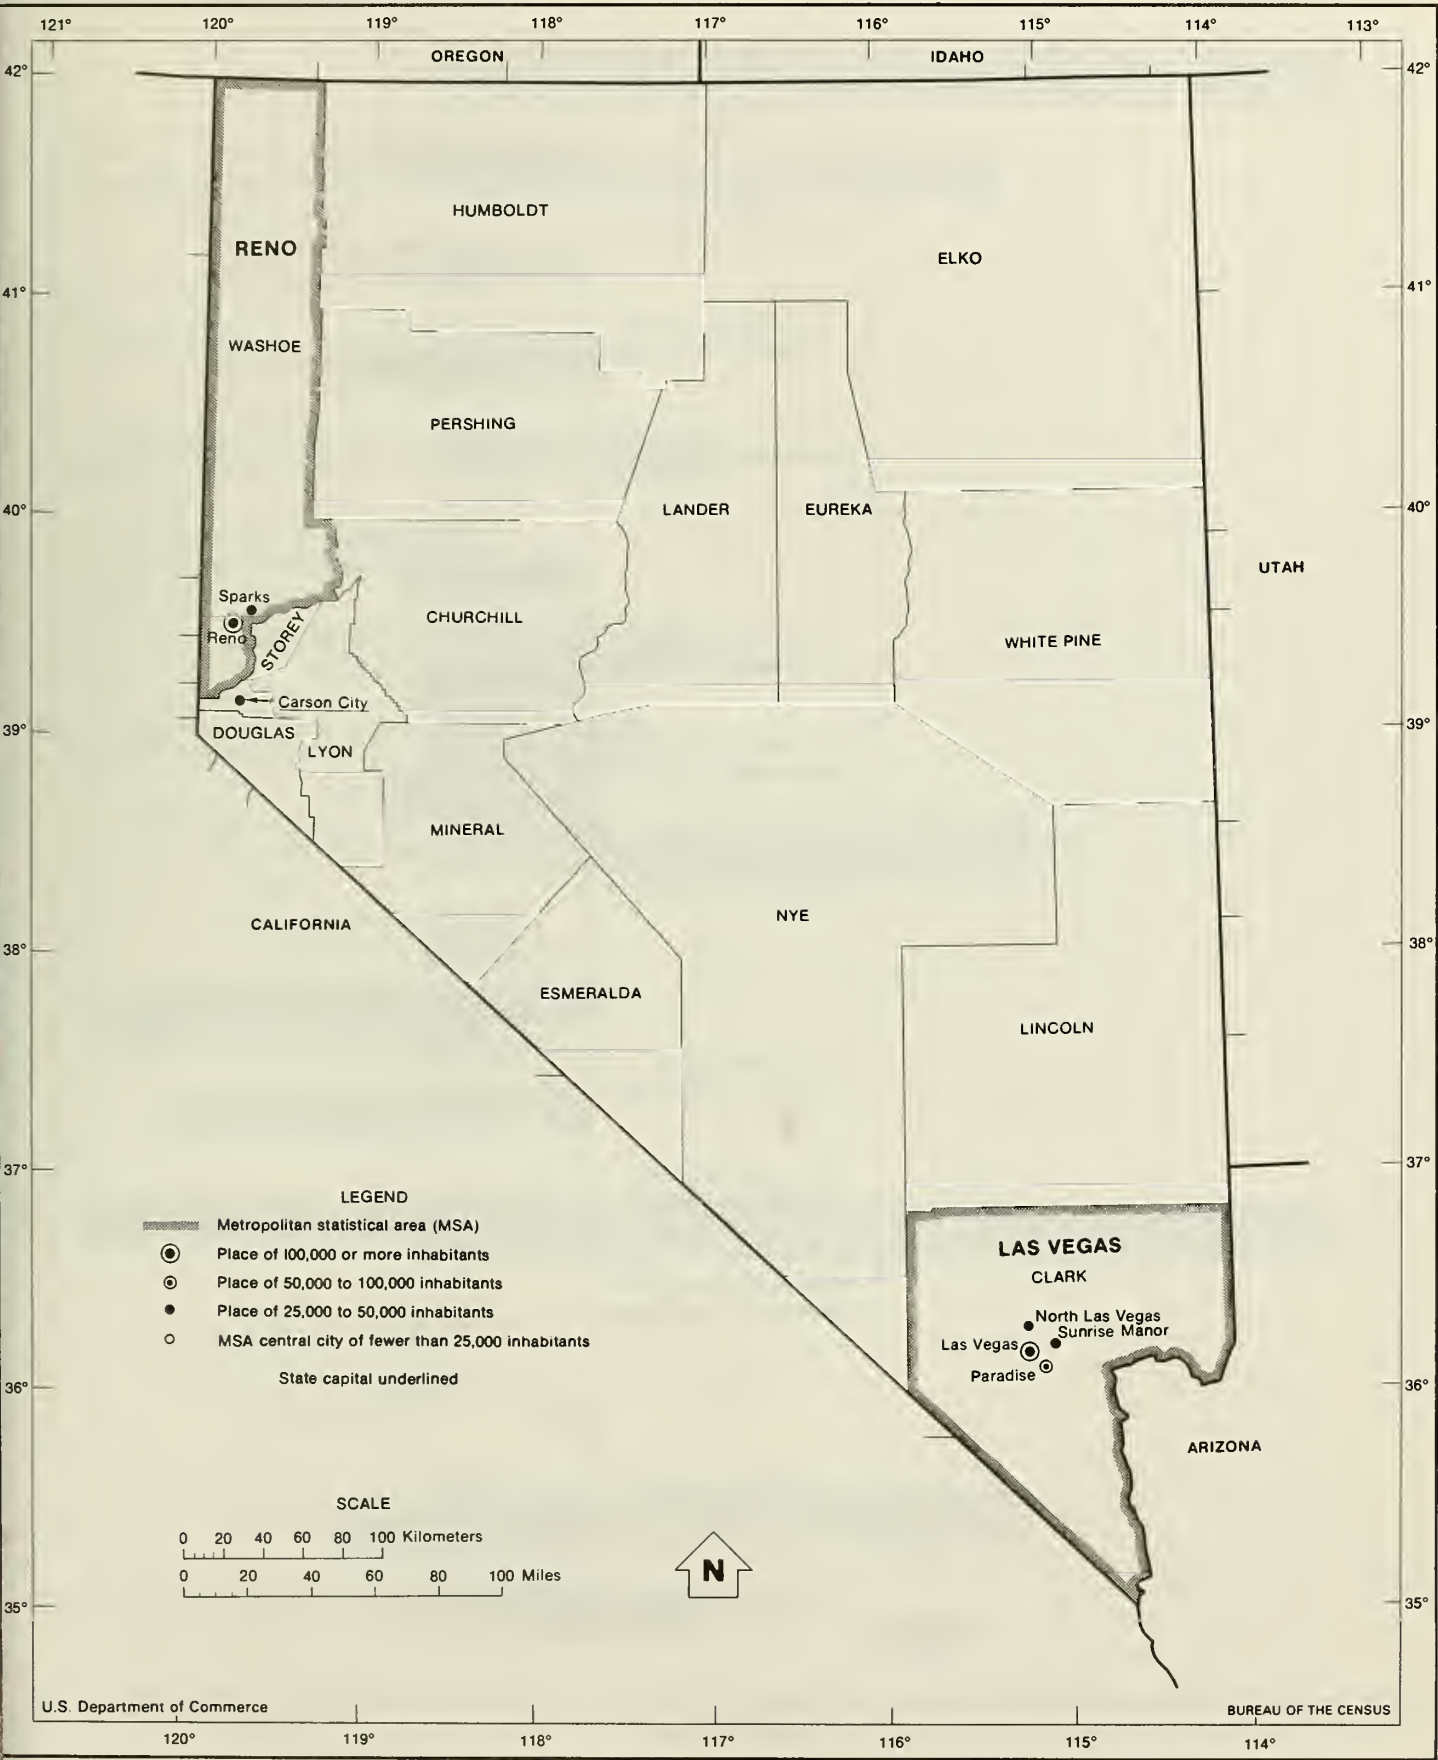 121° 120° 119° 118° 117° 116° 115° 114° 113°
OREGON IDAHO
42° 42°
HUMBOLDT
RENO
ELKO
41° 41°
WASHOE
PERSHING
LANDER EUREKA
40° 40°
UTAH
Sparks
CHURCHILL
Reno
STOREY
WHITE PINE
Carson City
39° 39°
DOUGLAS
LYON
MINERAL
NYE
CALIFORNIA
38° 38°
ESMERALDA
LINCOLN
37° 37°
LEGEND
Metropolitan statistical area (MSA)
Place of 100,000 or more inhabitants
Place of 50,000 to 100,000 inhabitants
Place of 25,000 to 50,000 inhabitants
MSA central city of fewer than 25,000 inhabitants
State capital underlined
LAS VEGAS
CLARK
North Las Vegas
Sunrise Manor
Las Vegas
Paradise
36° 36°
ARIZONA
SCALE
0 20 40 60 80 100 Kilometers
0 20 40 60 80 100 Miles
N
35° 35°
U.S. Department of Commerce BUREAU OF THE CENSUS
120° 119° 118° 117° 116° 115° 114°